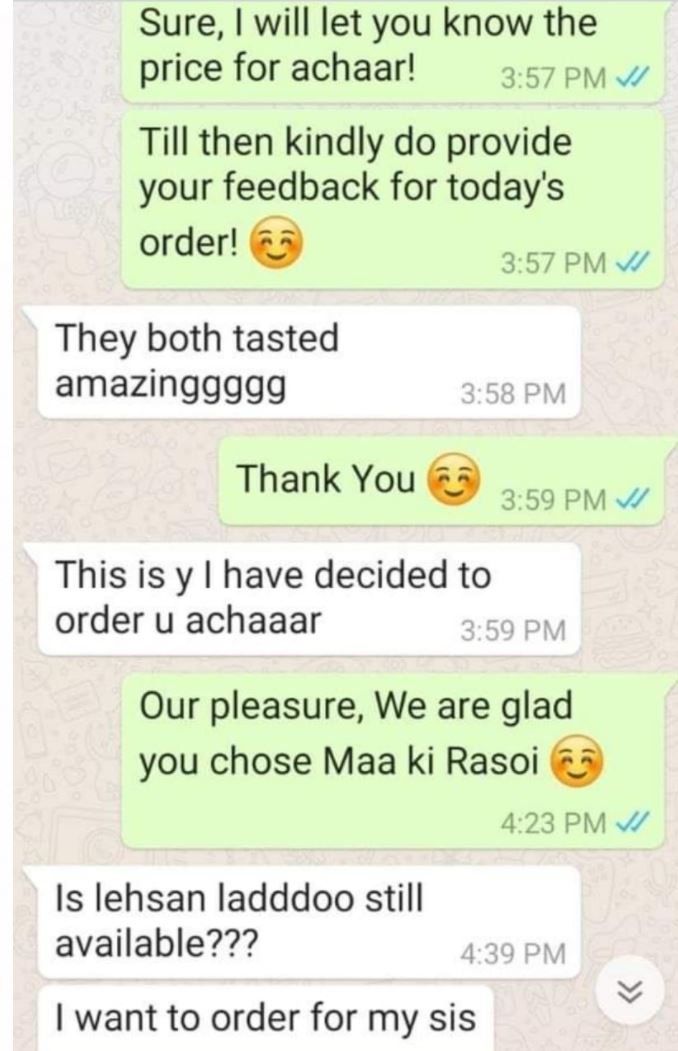 Sure, I will let you know the
price for achaar!
3:57 PM
Till then kindly do provide
your feedback for today's
order! ☺️
3:57 PM
They both tasted
amazinggggg
3:58 PM
Thank You ☺️
3:59 PM
This is y I have decided to
order u achaaar
3:59 PM
Our pleasure, We are glad
you chose Maa ki Rasoi ☺️
4:23 PM
Is lehsan ladddoo still
available???
4:39 PM
I want to order for my sis